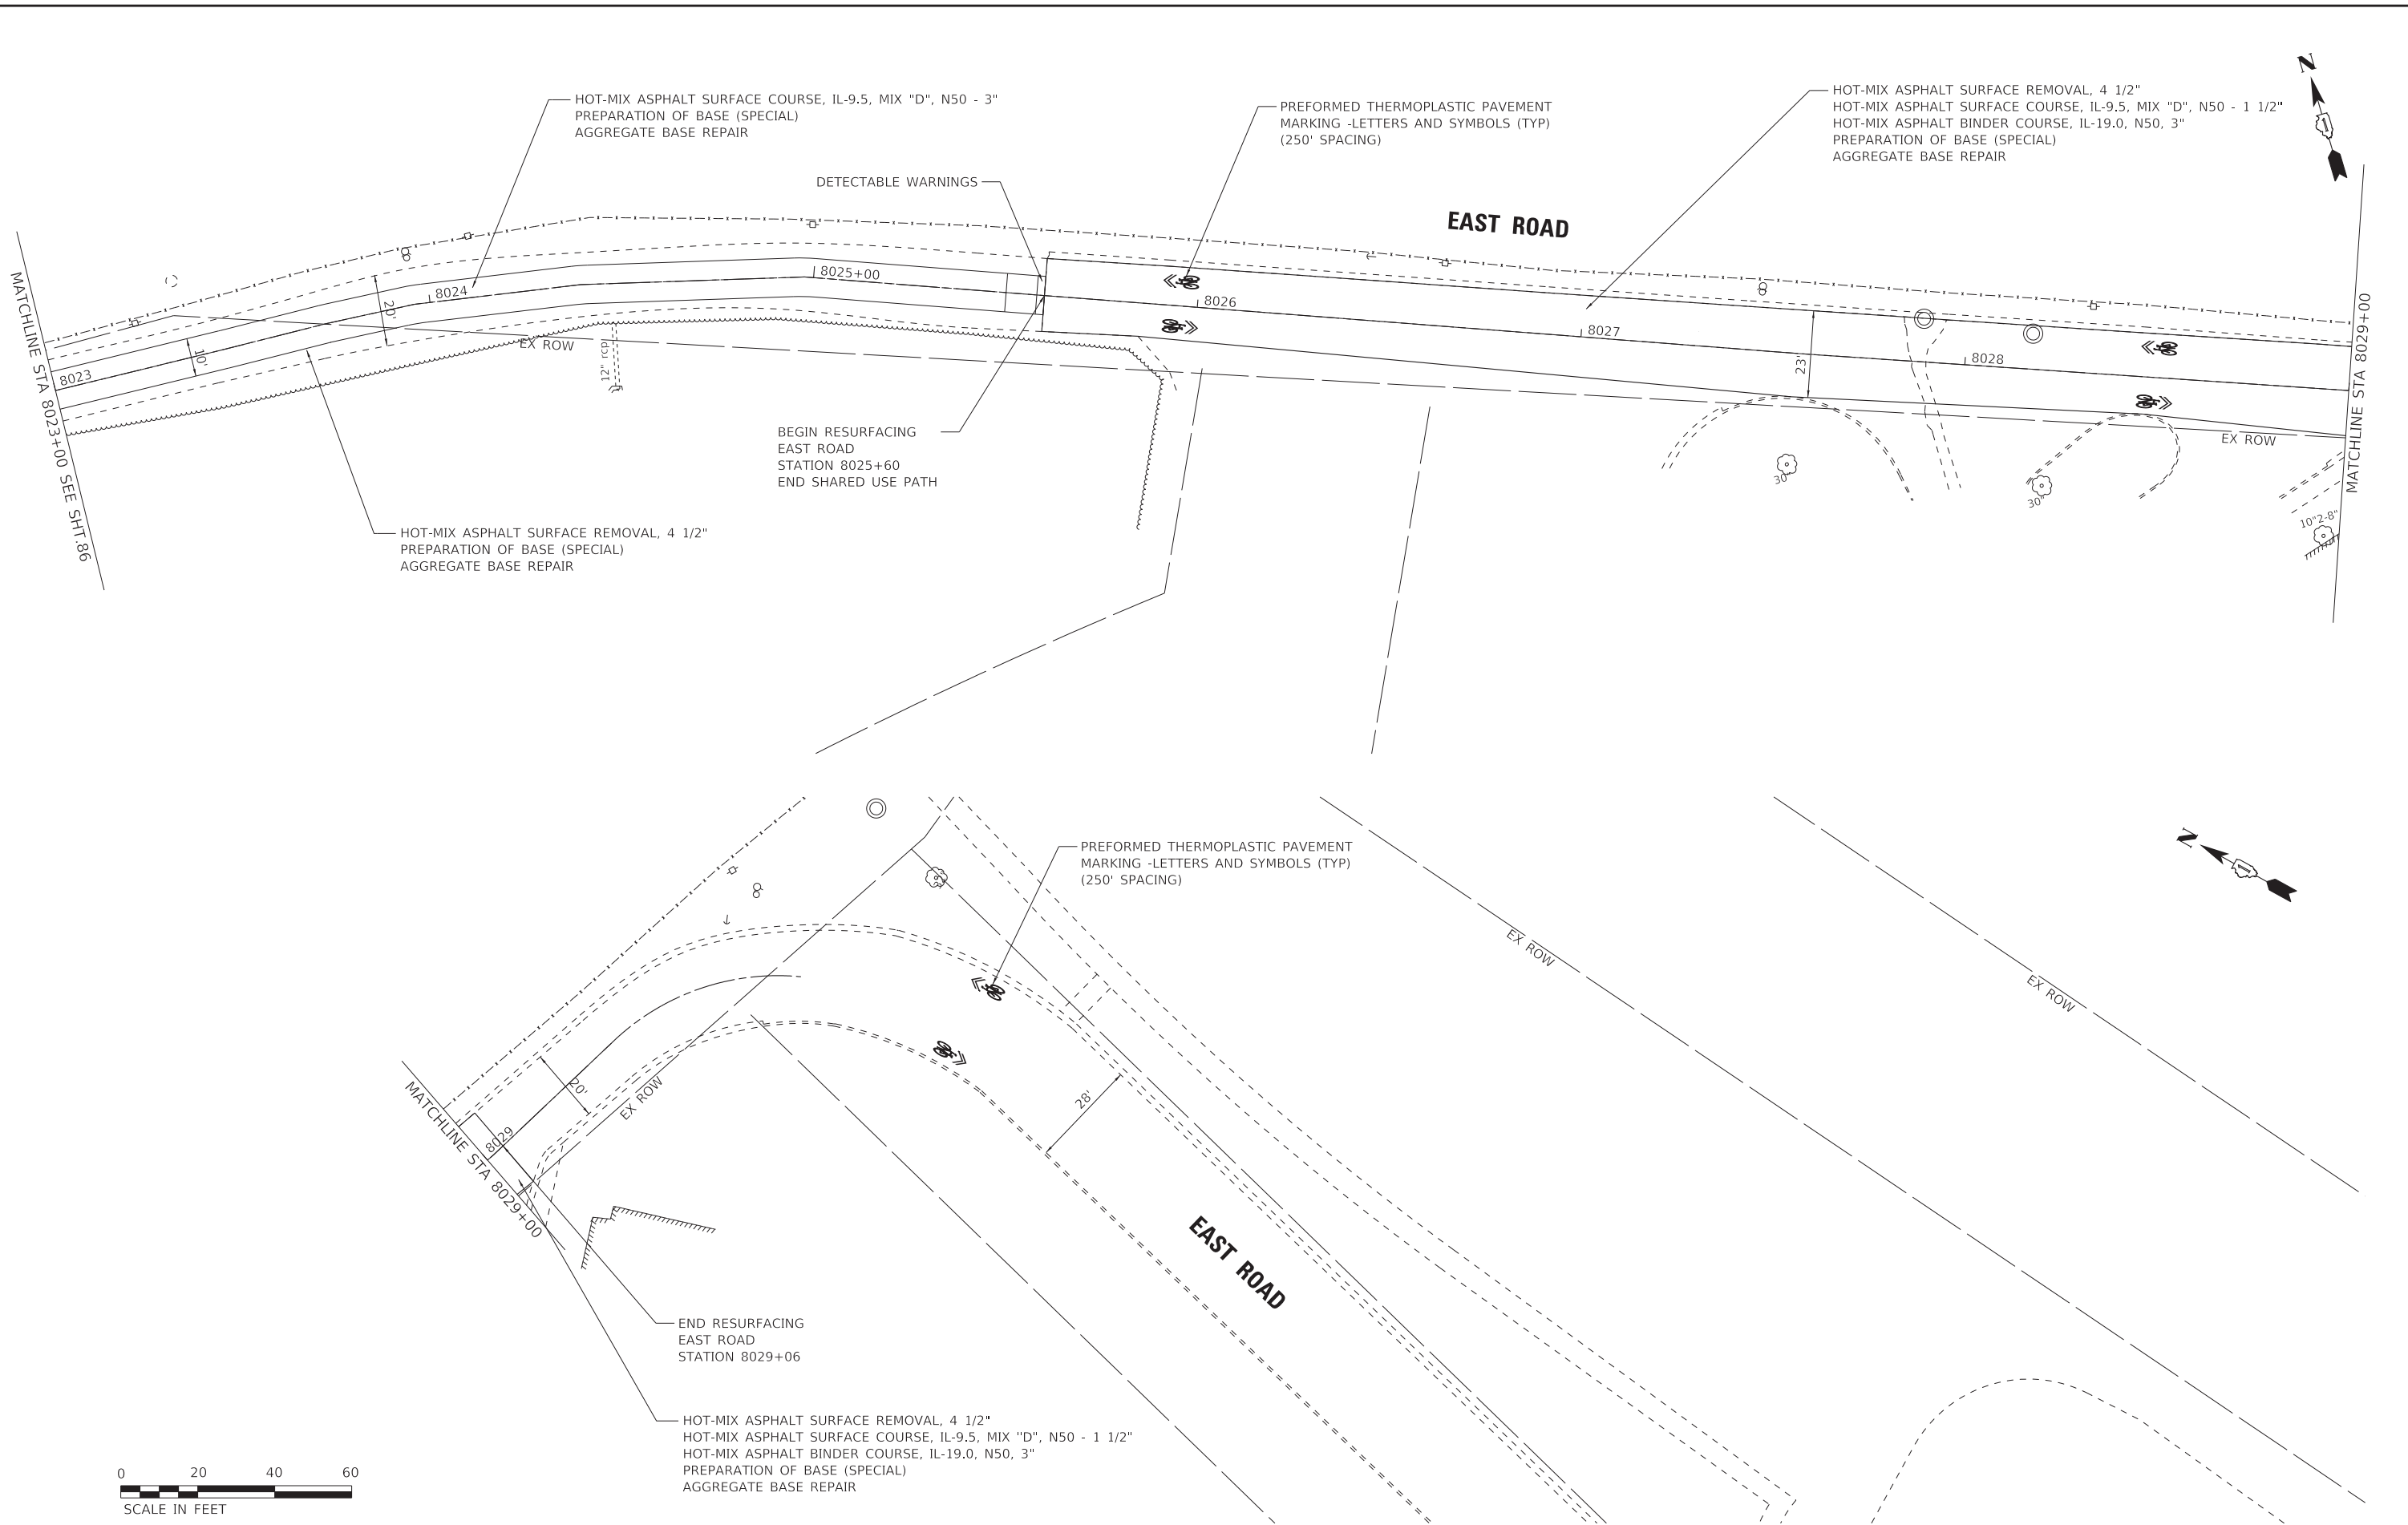 HOT-MIX ASPHALT SURFACE COURSE, IL-9.5, MIX "D", N50 - 3"
PREPARATION OF BASE (SPECIAL)
AGGREGATE BASE REPAIR
PREFORMED THERMOPLASTIC PAVEMENT
MARKING -LETTERS AND SYMBOLS (TYP)
(250' SPACING)
HOT-MIX ASPHALT SURFACE REMOVAL, 4 1/2"
HOT-MIX ASPHALT SURFACE COURSE, IL-9.5, MIX "D", N50 - 1 1/2"
HOT-MIX ASPHALT BINDER COURSE, IL-19.0, N50, 3"
PREPARATION OF BASE (SPECIAL)
AGGREGATE BASE REPAIR
N
DETECTABLE WARNINGS
EAST ROAD
MATCHLINE STA 8023+00 SEE SHT.86
8023
10'
20'
8024
8025+00
8026
8027
8028
23'
EX ROW
12" rcp
EX ROW
MATCHLINE STA 8029+00
30"
30"
10"2-8"
BEGIN RESURFACING
EAST ROAD
STATION 8025+60
END SHARED USE PATH
HOT-MIX ASPHALT SURFACE REMOVAL, 4 1/2"
PREPARATION OF BASE (SPECIAL)
AGGREGATE BASE REPAIR
PREFORMED THERMOPLASTIC PAVEMENT
MARKING -LETTERS AND SYMBOLS (TYP)
(250' SPACING)
N
EX ROW
EX ROW
MATCHLINE STA 8029+00
8029
20'
EX ROW
28'
EAST ROAD
END RESURFACING
EAST ROAD
STATION 8029+06
HOT-MIX ASPHALT SURFACE REMOVAL, 4 1/2"
HOT-MIX ASPHALT SURFACE COURSE, IL-9.5, MIX "D", N50 - 1 1/2"
HOT-MIX ASPHALT BINDER COURSE, IL-19.0, N50, 3"
PREPARATION OF BASE (SPECIAL)
AGGREGATE BASE REPAIR
0 20 40 60
SCALE IN FEET